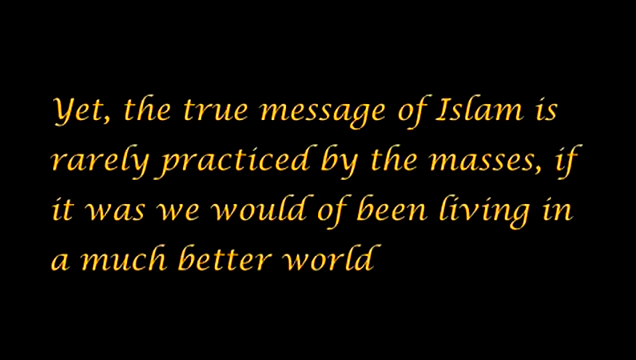 Yet, the true message of Islam is
rarely practiced by the masses, if
it was we would of been living in
a much better world